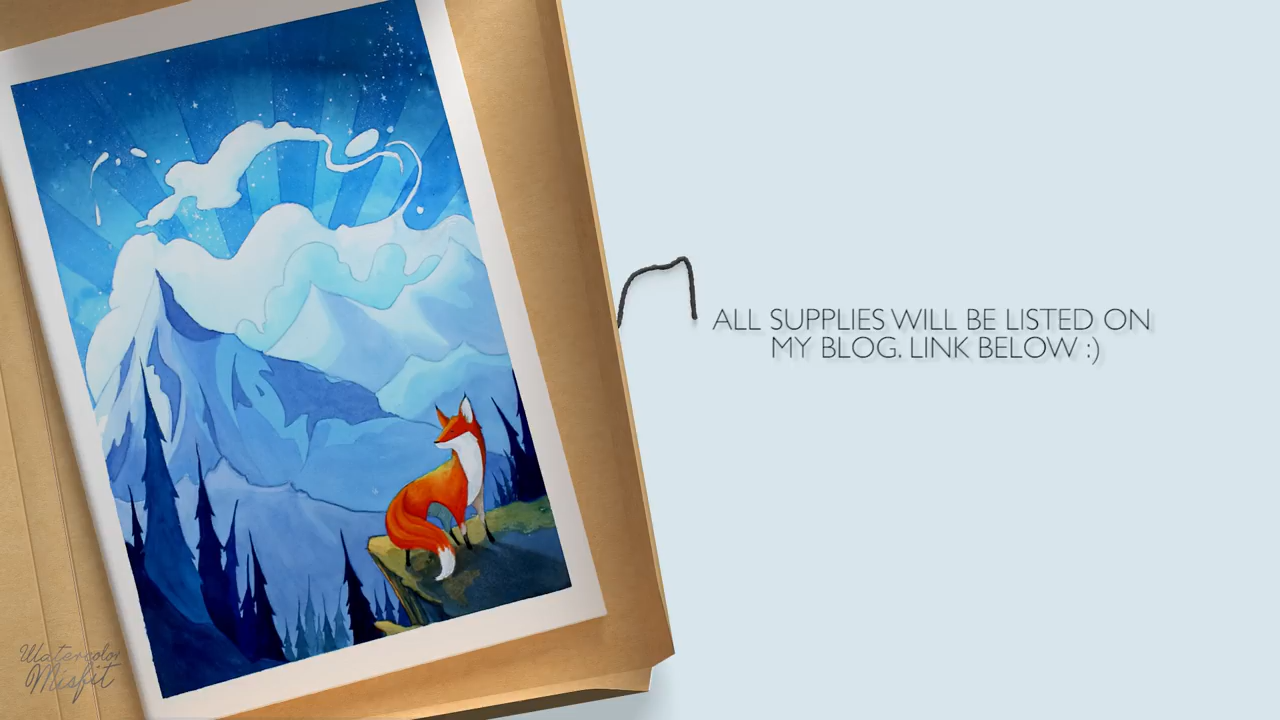 ALL SUPPLIES WILL BE LISTED ON
MY BLOG. LINK BELOW :)
Watercolor
Misfit